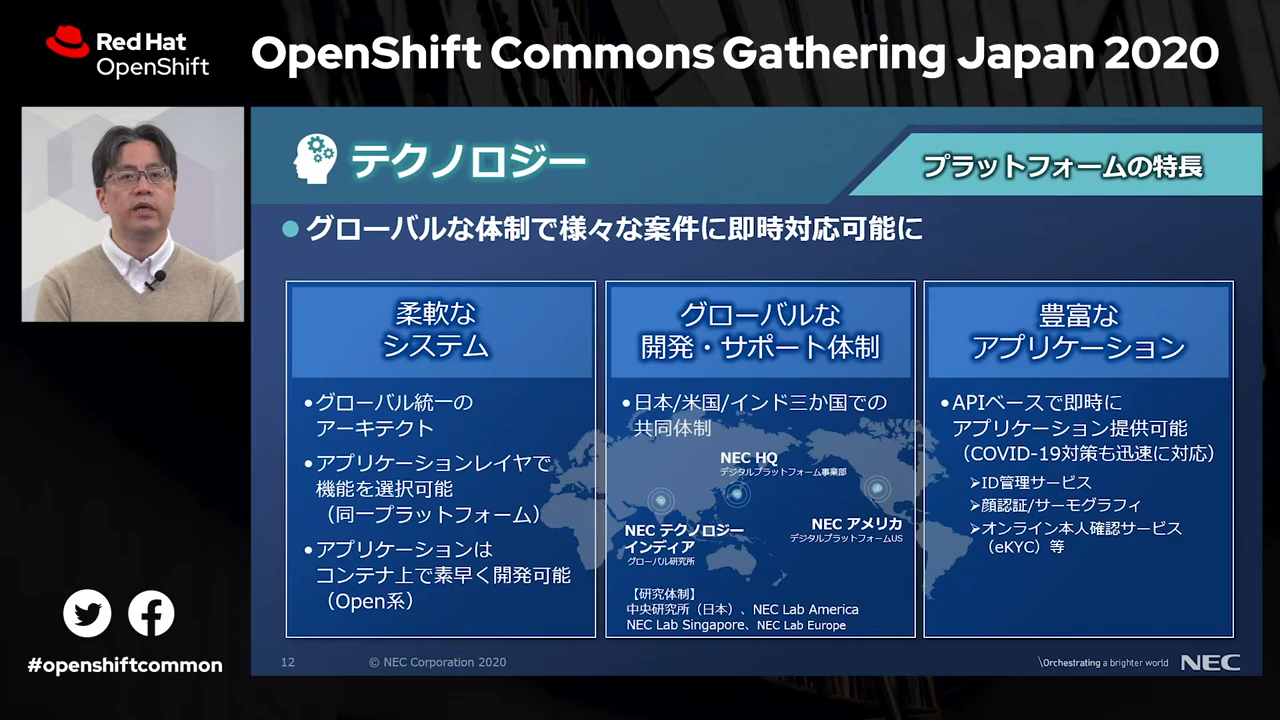 Red Hat
OpenShift
OpenShift Commons Gathering Japan 2020
テクノロジー
プラットフォームの特長
●グローバルな体制で様々な案件に即時対応可能に
柔軟な
システム
•グローバル統一の
アーキテクト
•アプリケーションレイヤで
機能を選択可能
（同一プラットフォーム）
•アプリケーションは
コンテナ上で素早く開発可能
（Open系）
グローバルな
開発・サポート体制
•日本/米国/インド三か国での
共同体制
NEC HQ
デジタルプラットフォーム事業部
NEC テクノロジー
インディア
グローバル研究所
NEC アメリカ
デジタルプラットフォームUS
【研究体制】
中央研究所（日本）、NEC Lab America
NEC Lab Singapore、NEC Lab Europe
豊富な
アプリケーション
•APIベースで即時に
アプリケーション提供可能
（COVID-19対策も迅速に対応）
➢ID管理サービス
➢顔認証/サーモグラフィ
➢オンライン本人確認サービス
（eKYC）等
#openshiftcommon
12
© NEC Corporation 2020
\Orchestrating a brighter world
NEC